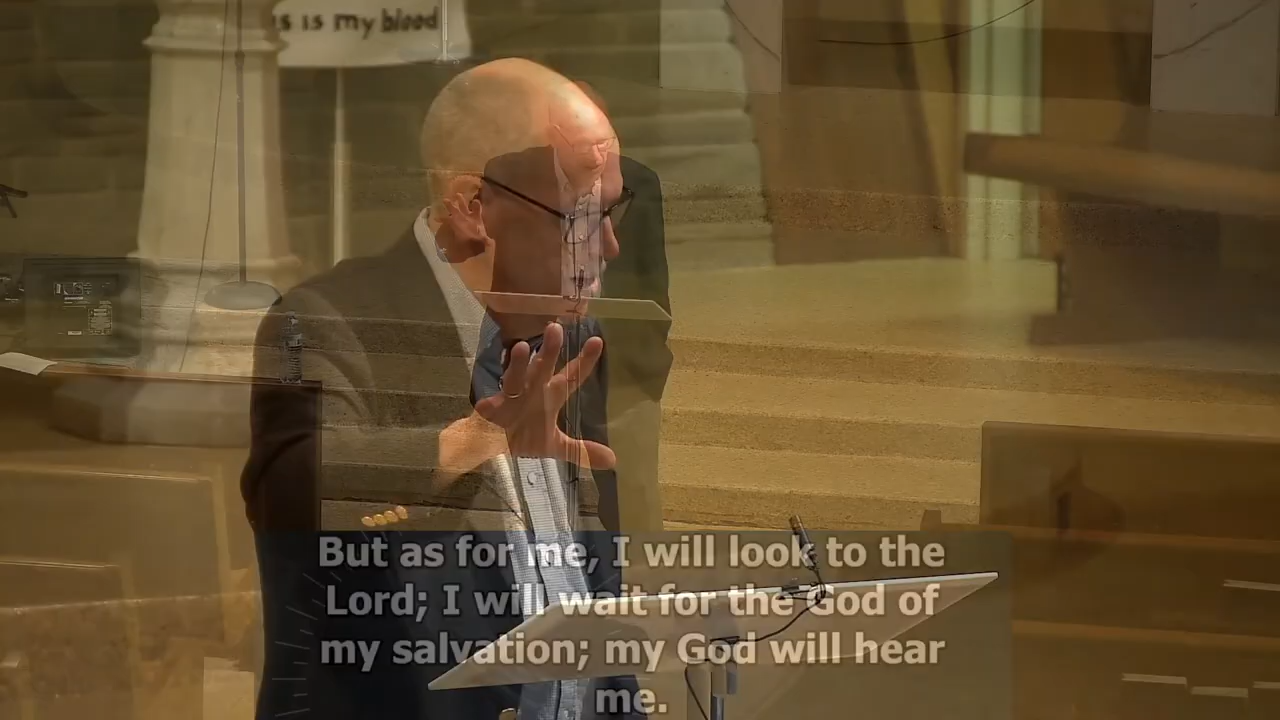 s is my blood
But as for me, I will look to the
Lord; I will wait for the God of
my salvation; my God will hear
me.